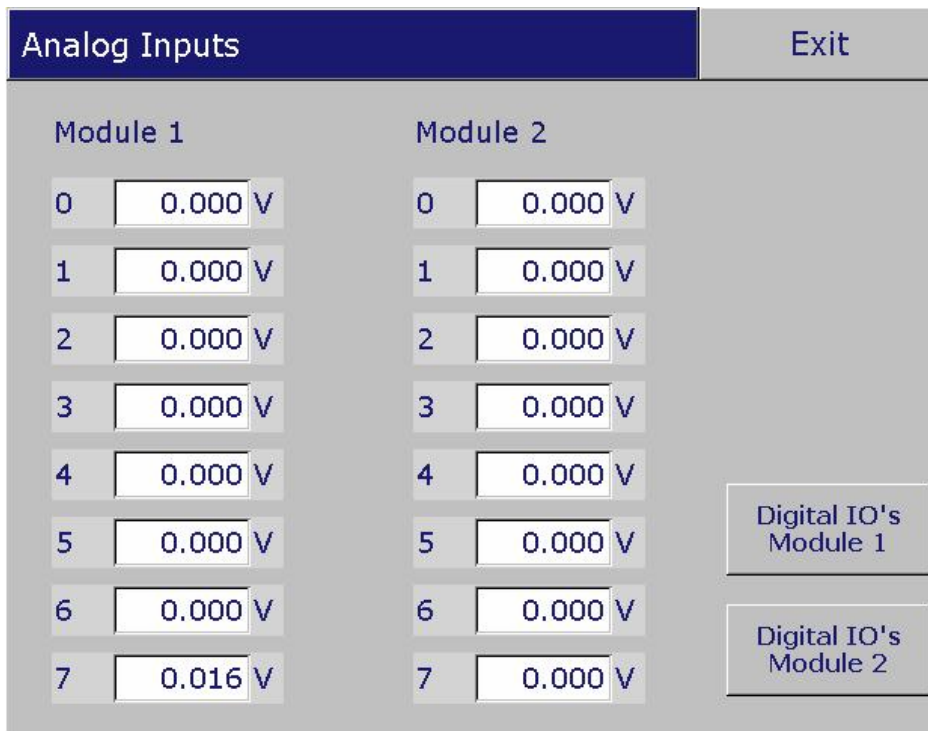 Analog Inputs
Exit
Module 1
Module 2
0 0.000 V
0 0.000 V
1 0.000 V
1 0.000 V
2 0.000 V
2 0.000 V
3 0.000 V
3 0.000 V
4 0.000 V
4 0.000 V
5 0.000 V
5 0.000 V
6 0.000 V
6 0.000 V
7 0.016 V
7 0.000 V
Digital IO's
Module 1
Digital IO's
Module 2